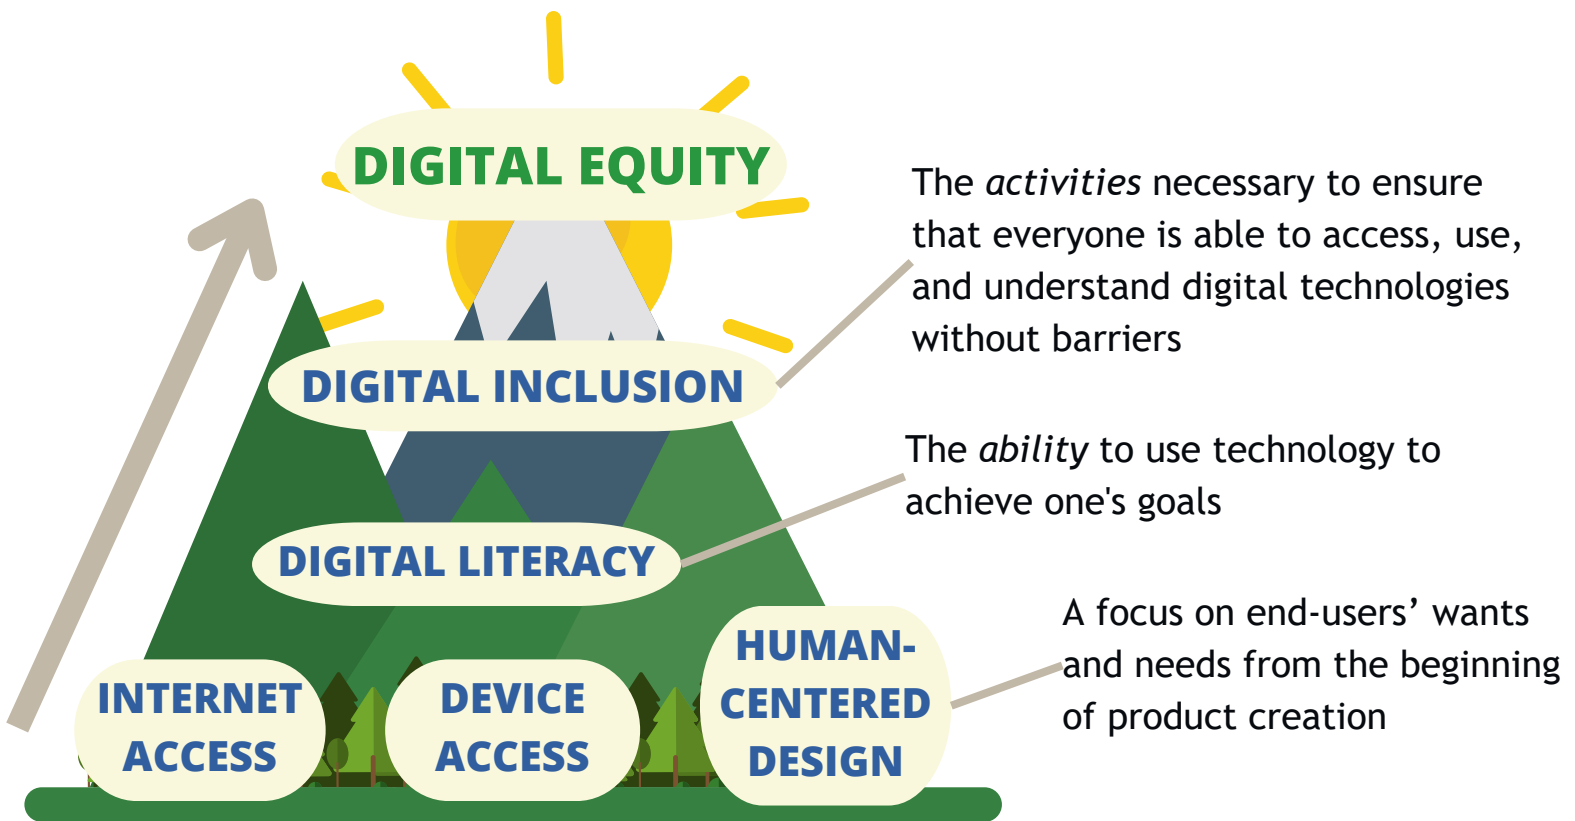 DIGITAL EQUITY
The activities necessary to ensure
that everyone is able to access, use,
and understand digital technologies
without barriers
DIGITAL INCLUSION
The ability to use technology to
achieve one's goals
DIGITAL LITERACY
A focus on end-users’ wants
and needs from the beginning
of product creation
INTERNET
ACCESS
DEVICE
ACCESS
HUMAN-
CENTERED
DESIGN